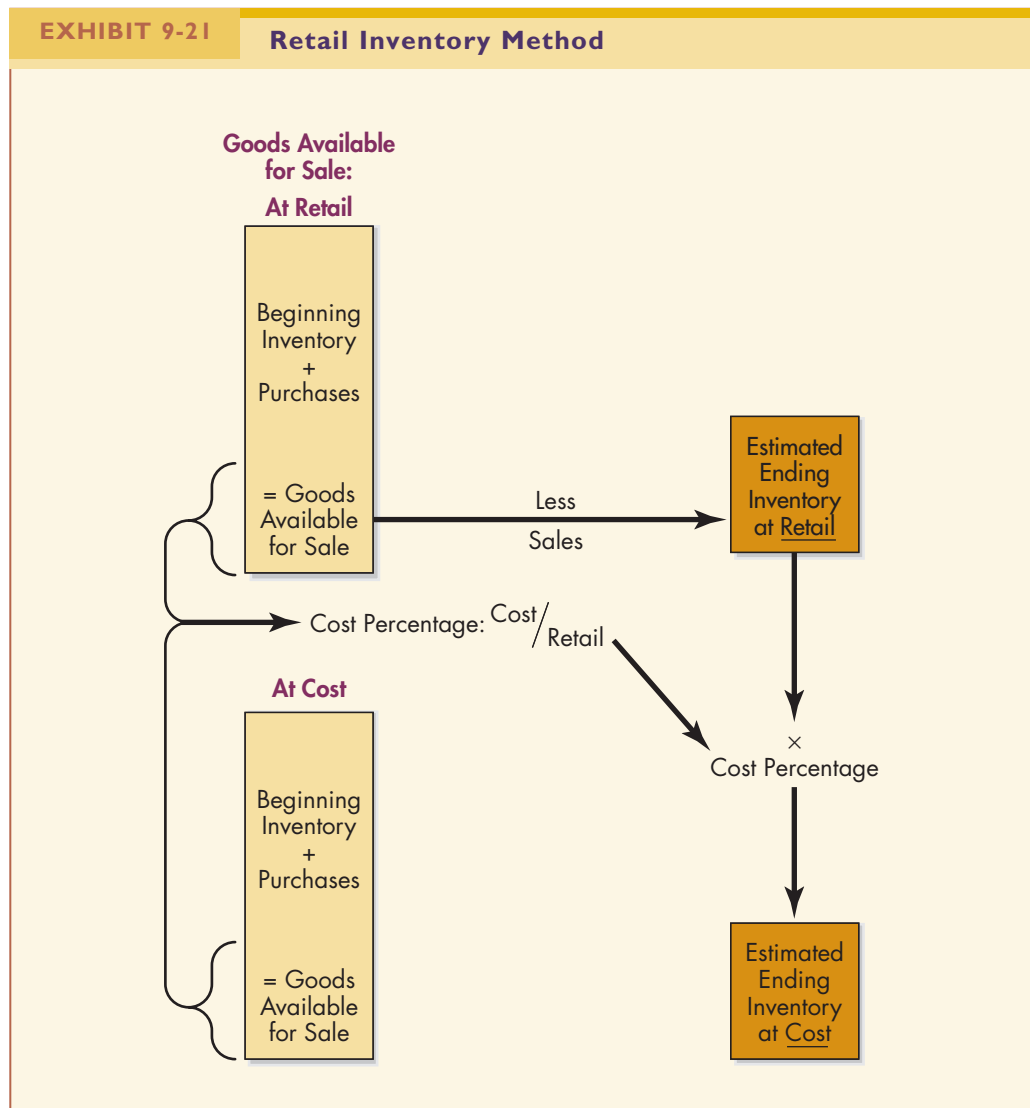 EXHIBIT 9-21
Retail Inventory Method
Goods Available
for Sale:
At Retail
Beginning
Inventory
+
Purchases
= Goods
Available
for Sale
Less
Sales
Estimated
Ending
Inventory
at Retail
Cost Percentage: Cost/Retail
At Cost
Beginning
Inventory
+
Purchases
= Goods
Available
for Sale
×
Cost Percentage
Estimated
Ending
Inventory
at Cost